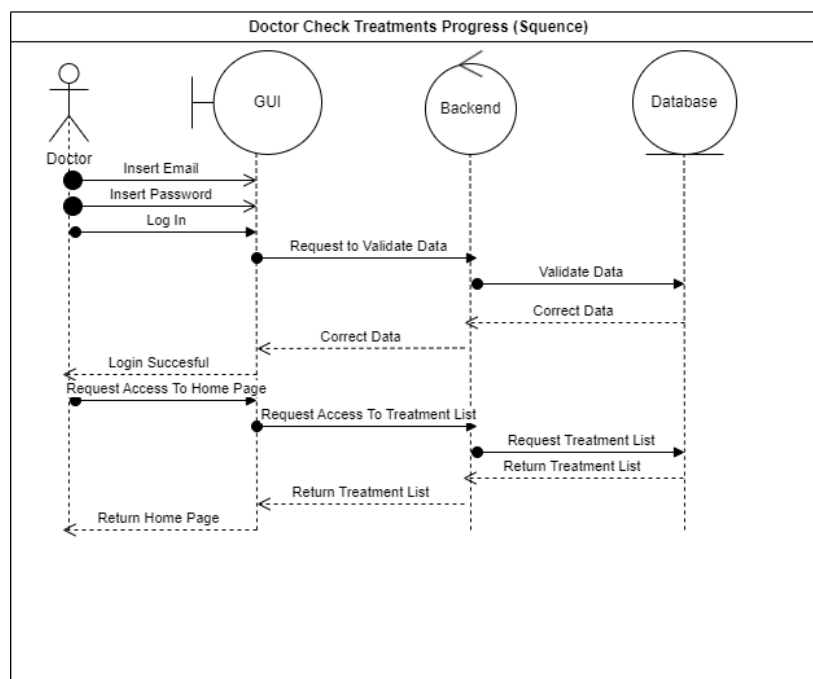 Doctor Check Treatments Progress (Squence)
GUI
Backend
Database
Doctor
Insert Email
Insert Password
Log In
Request to Validate Data
Validate Data
Correct Data
Correct Data
Login Succesful
Request Access To Home Page
Request Access To Treatment List
Request Treatment List
Return Treatment List
Return Treatment List
Return Home Page